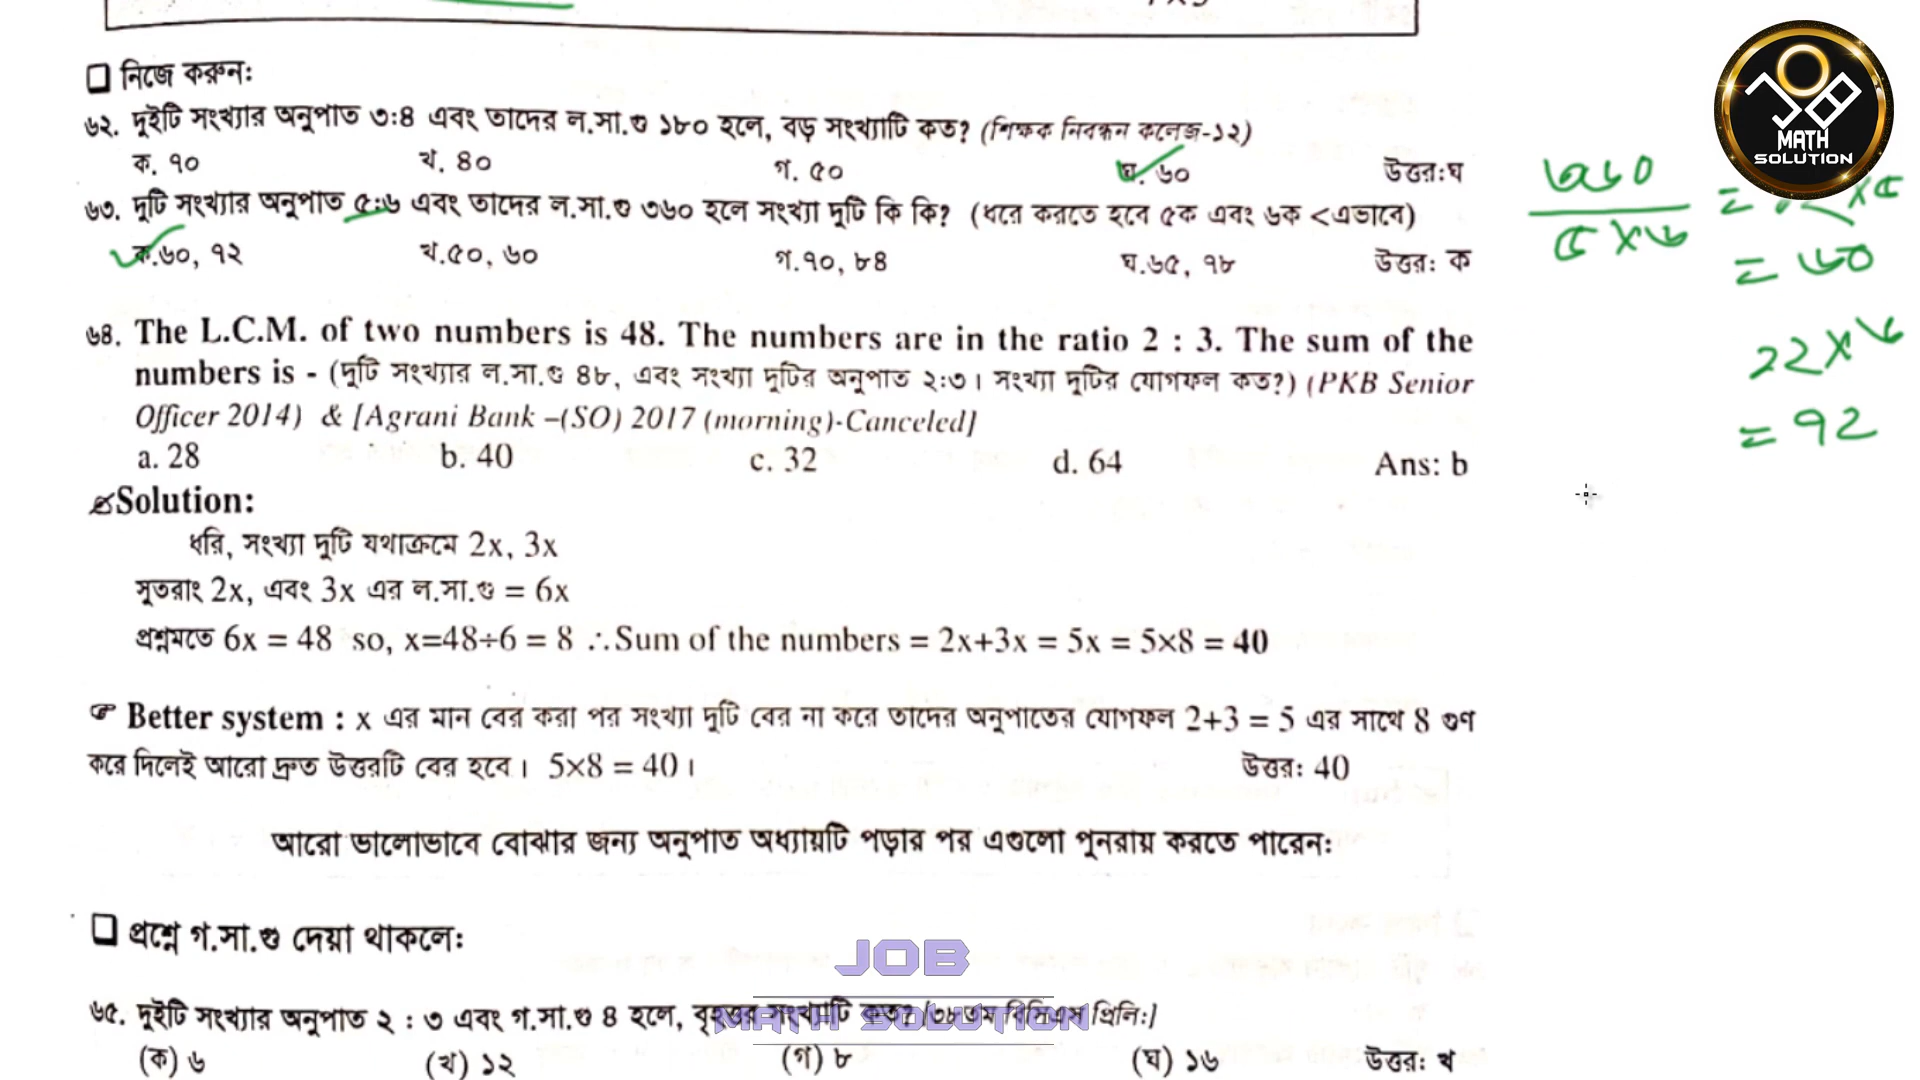 নিজে করুন:
৬২. দুইটি সংখ্যার অনুপাত ৩:৪ এবং তাদের ল.সা.গু ১৮০ হলে, বড় সংখ্যাটি কত? (শিক্ষক নিবন্ধন কলেজ-১২)
ক. ৭০ খ. ৪০ গ. ৫০ ঘ. ৬০ উত্তর:ঘ
৬৩. দুটি সংখ্যার অনুপাত ৫:৬ এবং তাদের ল.সা.গু ৩৬০ হলে সংখ্যা দুটি কি কি? (ধরে করতে হবে ৫ক এবং ৬ক <এভাবে)
ক.৬০, ৭২ খ.৫০, ৬০ গ.৭০, ৮৪ ঘ.৬৫, ৭৮ উত্তর: ক
৬৪. The L.C.M. of two numbers is 48. The numbers are in the ratio 2 : 3. The sum of the
numbers is - (দুটি সংখ্যার ল.সা.গু ৪৮, এবং সংখ্যা দুটির অনুপাত ২:৩। সংখ্যা দুটির যোগফল কত?) (PKB Senior
Officer 2014) & [Agrani Bank –(SO) 2017 (morning)-Canceled]
a. 28 b. 40 c. 32 d. 64 Ans: b
Solution:
ধরি, সংখ্যা দুটি যথাক্রমে 2x, 3x
সুতরাং 2x, এবং 3x এর ল.সা.গু = 6x
প্রশ্নমতে 6x = 48 so, x=48÷6 = 8 ∴Sum of the numbers = 2x+3x = 5x = 5×8 = 40
☞ Better system : x এর মান বের করা পর সংখ্যা দুটি বের না করে তাদের অনুপাতের যোগফল 2+3 = 5 এর সাথে 8 গুণ
করে দিলেই আরো দ্রুত উত্তরটি বের হবে। 5×8 = 40। উত্তর: 40
আরো ভালোভাবে বোঝার জন্য অনুপাত অধ্যায়টি পড়ার পর এগুলো পুনরায় করতে পারেন:
প্রশ্নে গ.সা.গু দেয়া থাকলে:
৬৫. দুইটি সংখ্যার অনুপাত ২ : ৩ এবং গ.সা.গু ৪ হলে, বৃহত্তর সংখ্যাটি কত? [৩৮তম বিসিএস প্রিলি:]
(ক) ৬ (খ) ১২ (গ) ৮ (ঘ) ১৬ উত্তর: খ
JOB
MATH SOLUTION
MATH
SOLUTION
৩৬০
৫×৬
×৫
= ৬০
১২×৬
= ৭২